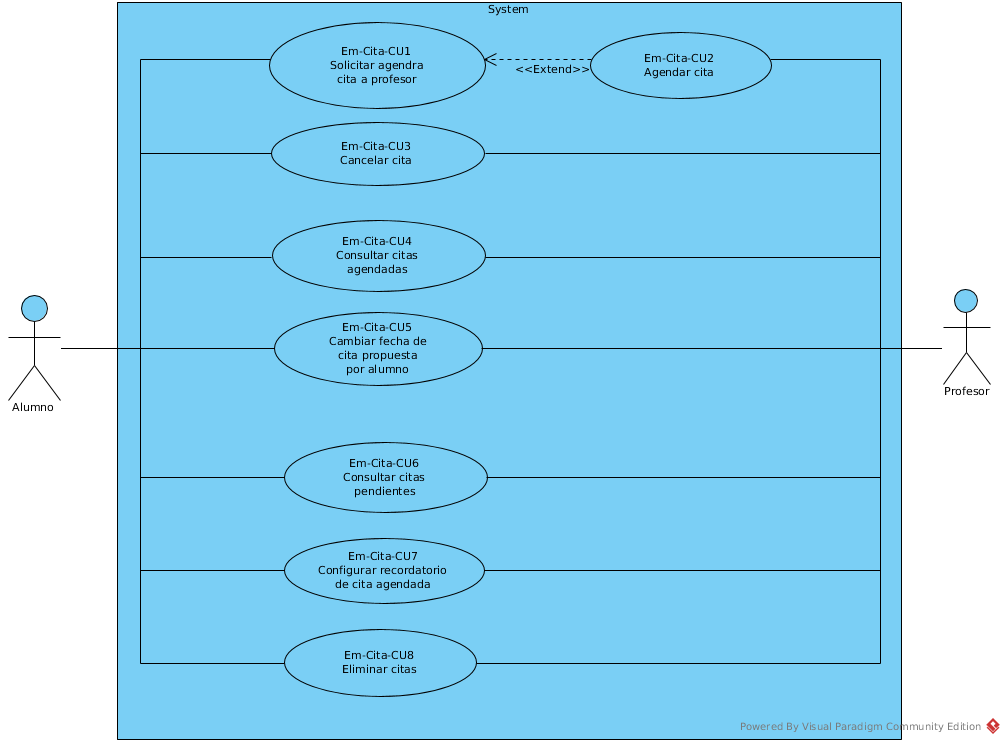 System
Em-Cita-CU1
Solicitar agendra
cita a profesor
<<Extend>>
Em-Cita-CU2
Agendar cita
Em-Cita-CU3
Cancelar cita
Em-Cita-CU4
Consultar citas
agendadas
Em-Cita-CU5
Cambiar fecha de
cita propuesta
por alumno
Alumno
Profesor
Em-Cita-CU6
Consultar citas
pendientes
Em-Cita-CU7
Configurar recordatorio
de cita agendada
Em-Cita-CU8
Eliminar citas
Powered By Visual Paradigm Community Edition